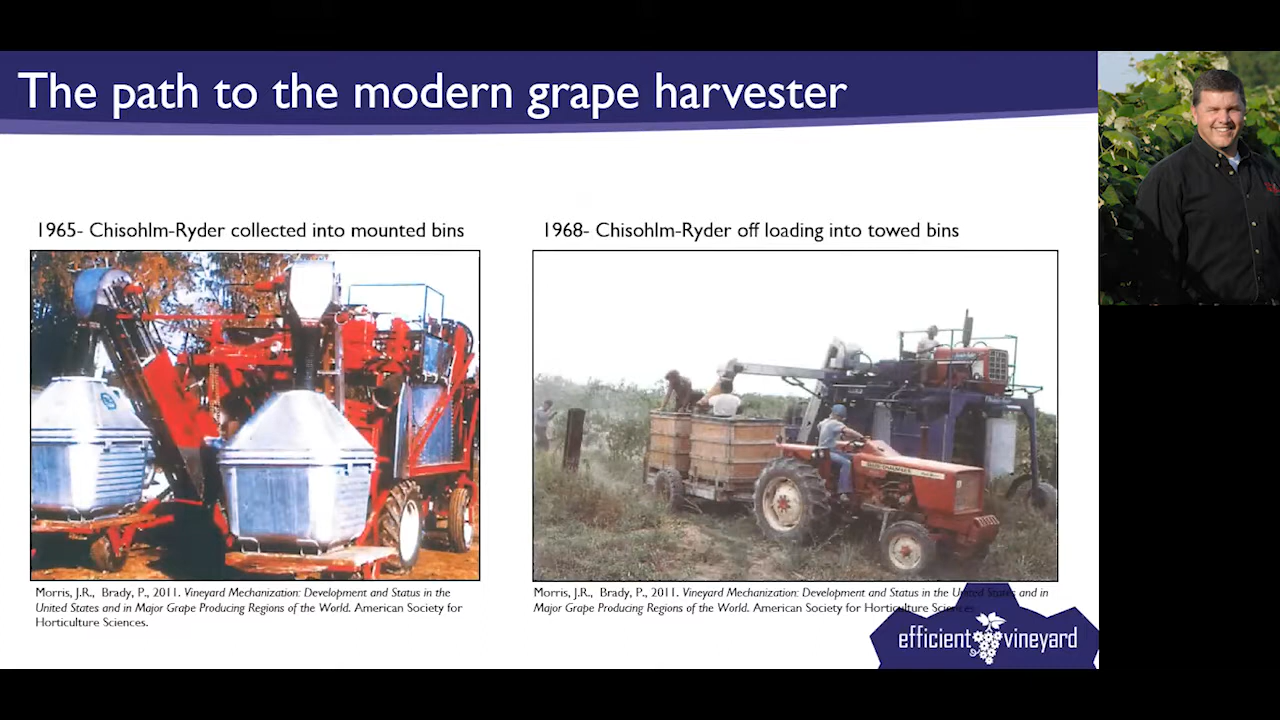 The path to the modern grape harvester
1965- Chisohlm-Ryder collected into mounted bins
1968- Chisohlm-Ryder off loading into towed bins
Morris, J.R., Brady, P., 2011. Vineyard Mechanization: Development and Status in the
United States and in Major Grape Producing Regions of the World. American Society for
Horticulture Sciences.
Morris, J.R., Brady, P., 2011. Vineyard Mechanization: Development and Status in the United States and in
Major Grape Producing Regions of the World. American Society for Horticulture Sciences
efficient vineyard